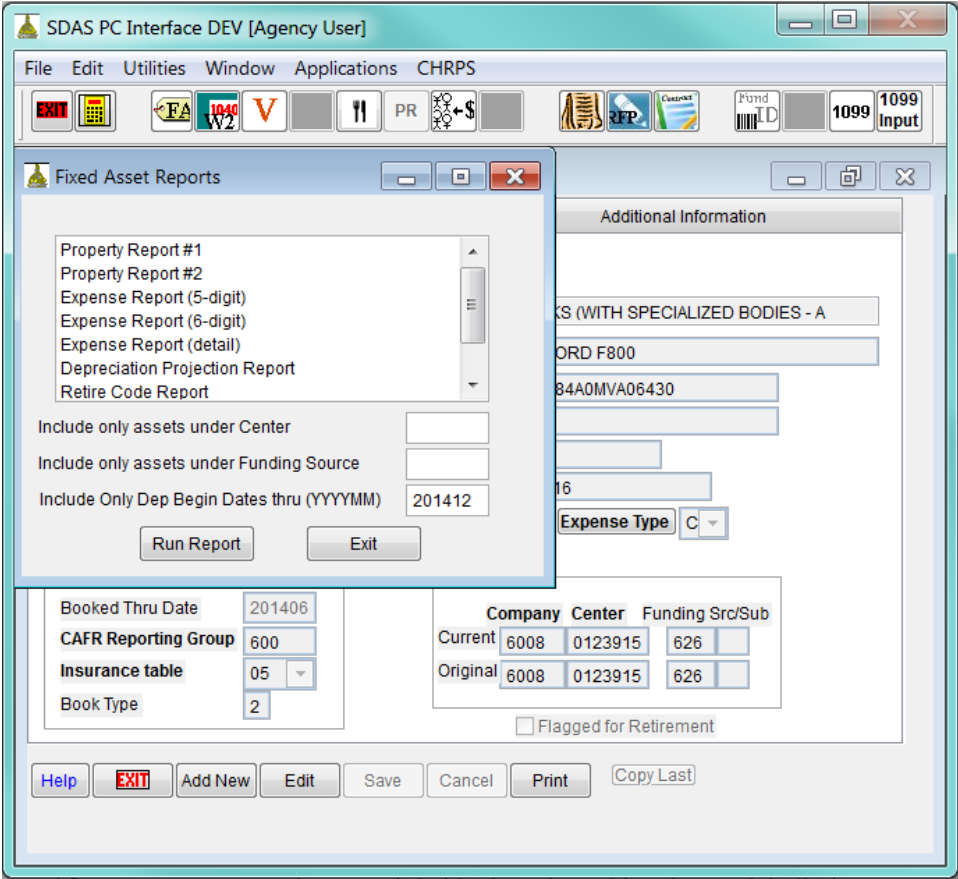 SDAS PC Interface DEV [Agency User]
File Edit Utilities Window Applications CHRPS
EXIT FA 1040 W2 V PR $ RFP Contract Fund ID 1099 1099 Input
Fixed Asset Reports
Additional Information
Property Report #1
Property Report #2
Expense Report (5-digit)
Expense Report (6-digit)
Expense Report (detail)
Depreciation Projection Report
Retire Code Report
KS (WITH SPECIALIZED BODIES - A
ORD F800
84A0MVA06430
16
Expense Type C
Include only assets under Center
Include only assets under Funding Source
Include Only Dep Begin Dates thru (YYYYMM) 201412
Run Report Exit
Booked Thru Date 201406
CAFR Reporting Group 600
Insurance table 05
Book Type 2
Company Center Funding Src/Sub
Current 6008 0123915 626
Original 6008 0123915 626
Flagged for Retirement
Help EXIT Add New Edit Save Cancel Print Copy Last